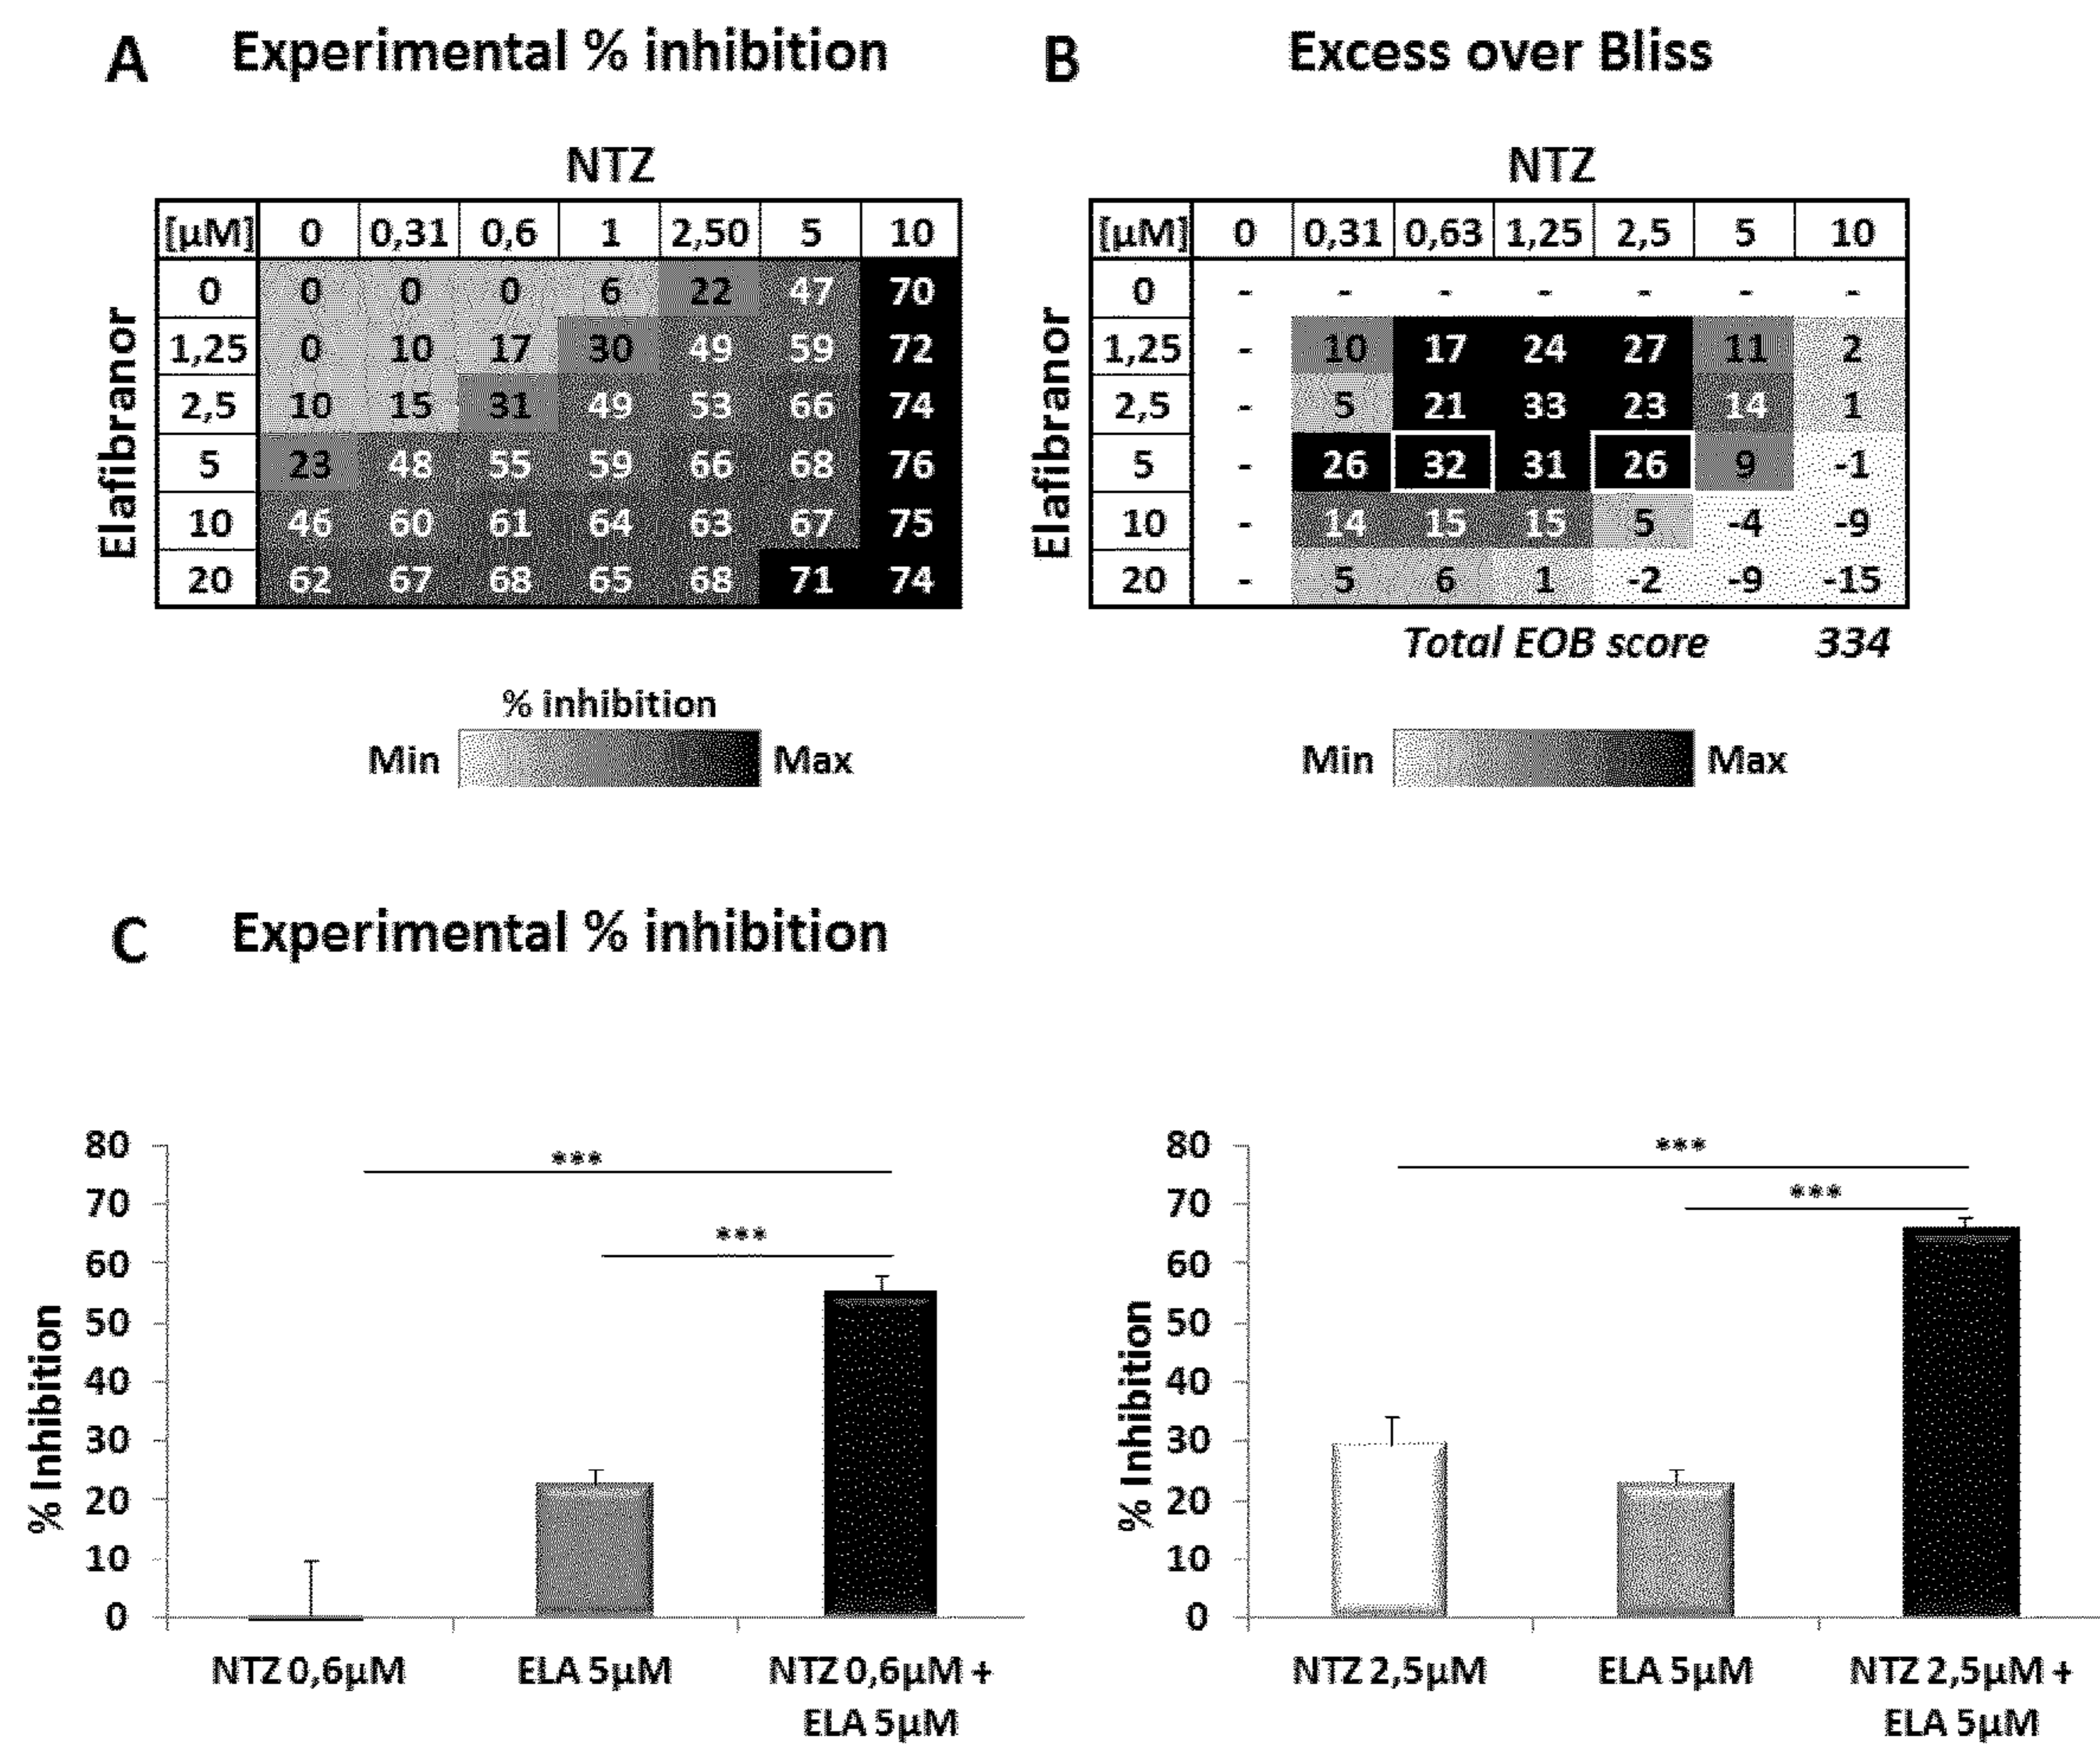 A Experimental % inhibition
NTZ
[µM] 0 0,31 0,6 1 2,50 5 10
Elafibranor
0 0 0 0 6 22 47 70
1,25 0 10 17 30 49 59 72
2,5 10 15 31 49 53 66 74
5 23 48 55 59 66 68 76
10 46 60 61 64 63 67 75
20 62 67 68 65 68 71 74
% inhibition
Min Max
B Excess over Bliss
NTZ
[µM] 0 0,31 0,63 1,25 2,5 5 10
Elafibranor
0 - - - - - - -
1,25 - 10 17 24 27 11 2
2,5 - 5 21 33 23 14 1
5 - 26 32 31 26 9 -1
10 - 14 15 15 5 -4 -9
20 - 5 6 1 -2 -9 -15
Total EOB score 334
Min Max
C Experimental % inhibition
% Inhibition
80
70
60
50
40
30
20
10
0
***
***
NTZ 0,6µM
ELA 5µM
NTZ 0,6µM +
ELA 5µM
% Inhibition
80
70
60
50
40
30
20
10
0
***
***
NTZ 2,5µM
ELA 5µM
NTZ 2,5µM +
ELA 5µM